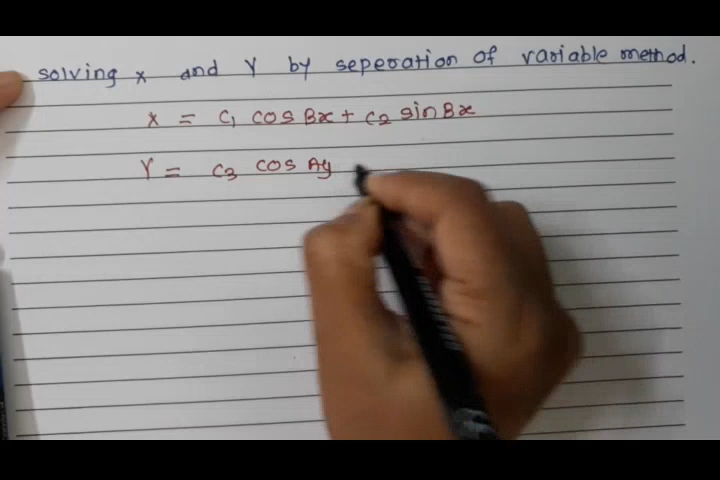 solving x and Y by seperation of variable method.
X = C₁ cos Bx + C₂ sin Bx
Y = C₃ cos Ay